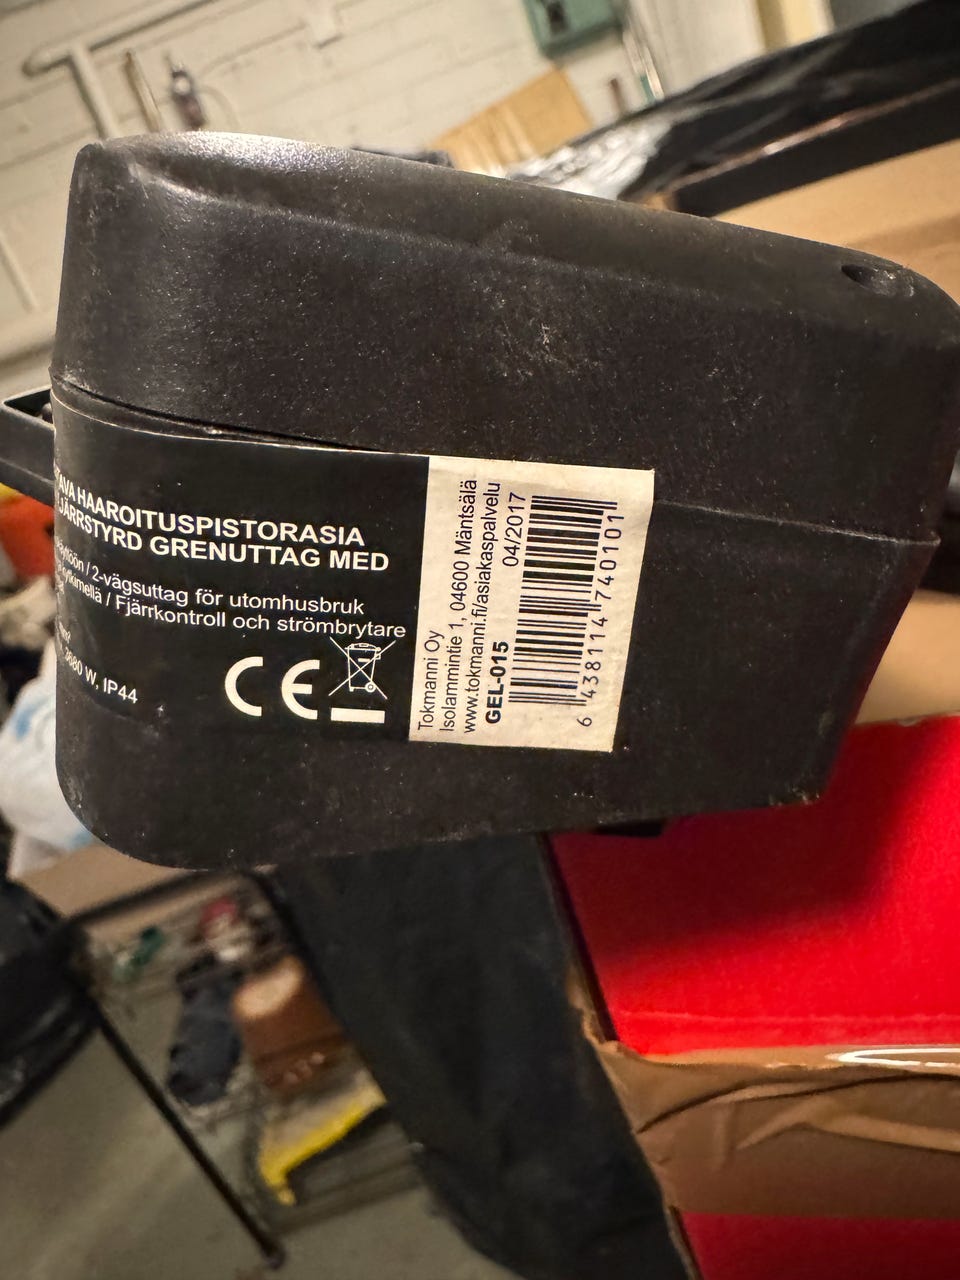 HAAROITUSPISTORASIA
GRENUTTAG MED
/ 2-vägsuttag för utomhusbruk
/ Fjärrkontroll och strömbrytare
3680 W, IP44
CE
Tokmanni Oy
Isolammintie 1, 04600 Mäntsälä
www.tokmanni.fi/asiakaspalvelu
GEL-015 04/2017
6 438114 740101